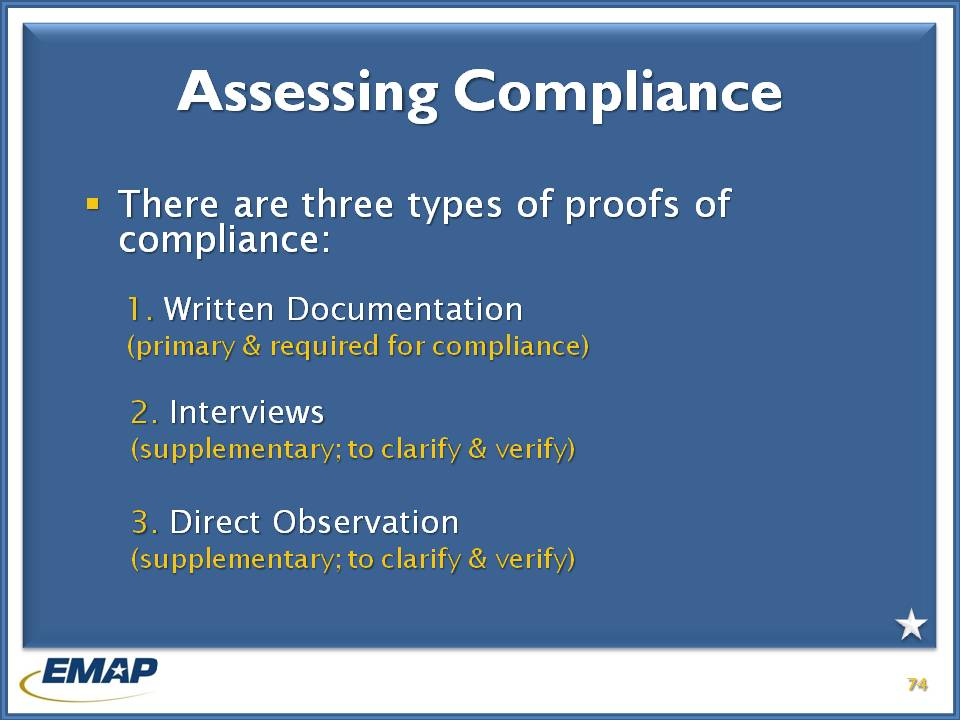 Assessing Compliance
▪ There are three types of proofs of
compliance:
1. Written Documentation
(primary & required for compliance)
2. Interviews
(supplementary; to clarify & verify)
3. Direct Observation
(supplementary; to clarify & verify)
EMAP
74